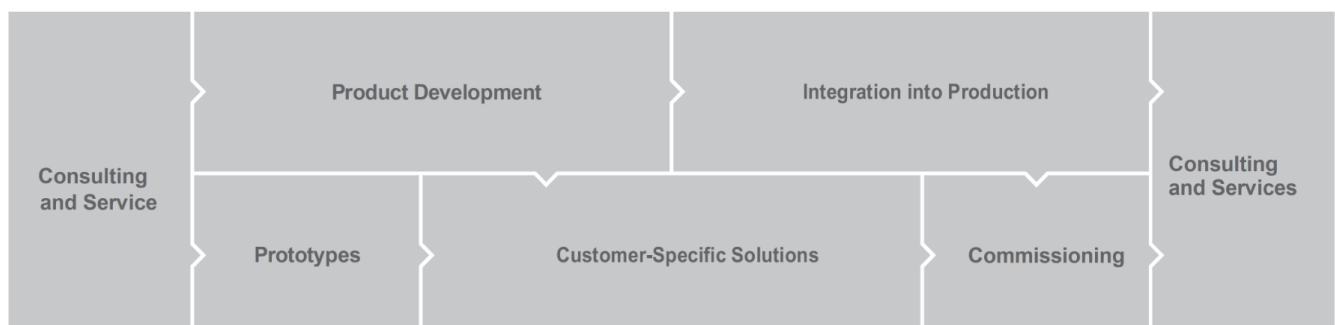 Consulting
and Service
Product Development
Integration into Production
Prototypes
Customer-Specific Solutions
Commissioning
Consulting
and Services